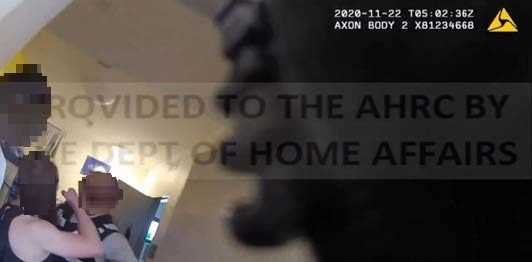 2020-11-22 T05:02:36Z
AXON BODY 2 X81234668
PROVIDED TO THE AHRC BY
THE DEPT OF HOME AFFAIRS